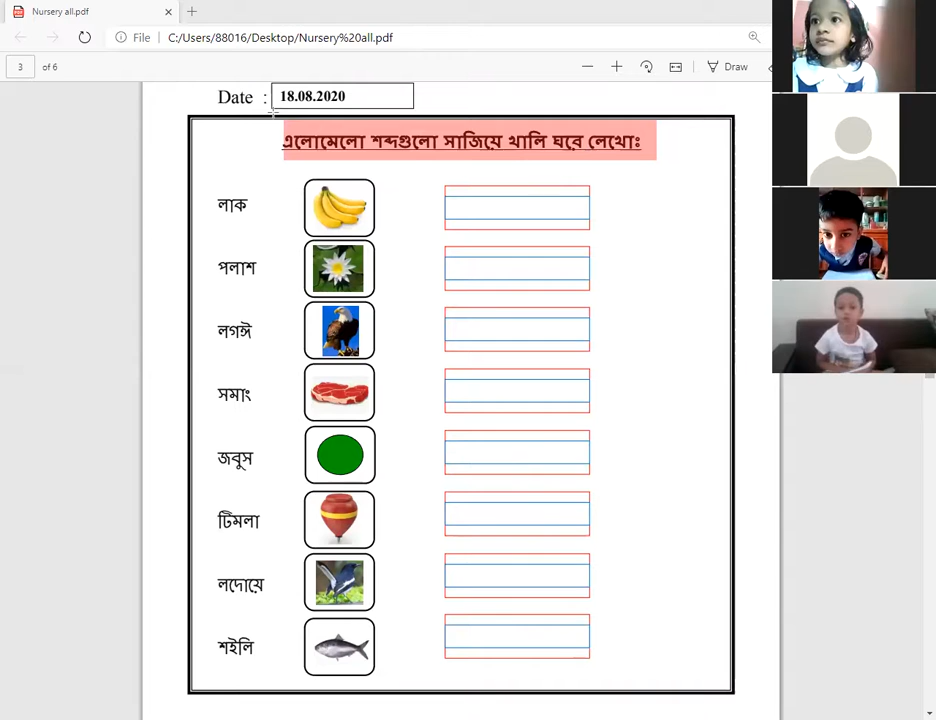 Nursery all.pdf
File C:/Users/88016/Desktop/Nursery%20all.pdf
3 of 6
Draw
Date : 18.08.2020
এলোমেলো শব্দগুলো সাজিয়ে খালি ঘরে লেখোঃ
লাক
পলাশ
লগঈ
সমাং
জবুস
টিমলা
লদোয়ে
শইলি